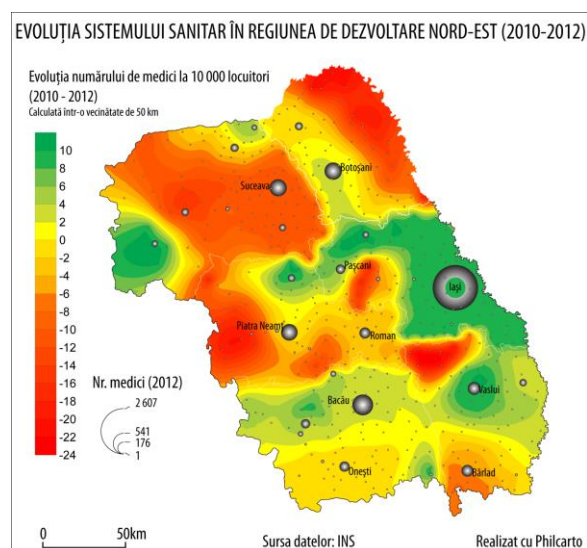 EVOLUȚIA SISTEMULUI SANITAR ÎN REGIUNEA DE DEZVOLTARE NORD-EST (2010-2012)
Evoluția numărului de medici la 10 000 locuitori
(2010 - 2012)
Calculată într-o vecinătate de 50 km
10
8
6
4
2
0
-2
-4
-6
-8
-10
-12
-14
-16
-18
-20
-22
-24
Botoșani
Suceava
Pașcani
Iași
Piatra Neamț
Roman
Bacău
Vaslui
Onești
Bârlad
Nr. medici (2012)
2 607
541
176
1
0 50km
Sursa datelor: INS
Realizat cu Philcarto